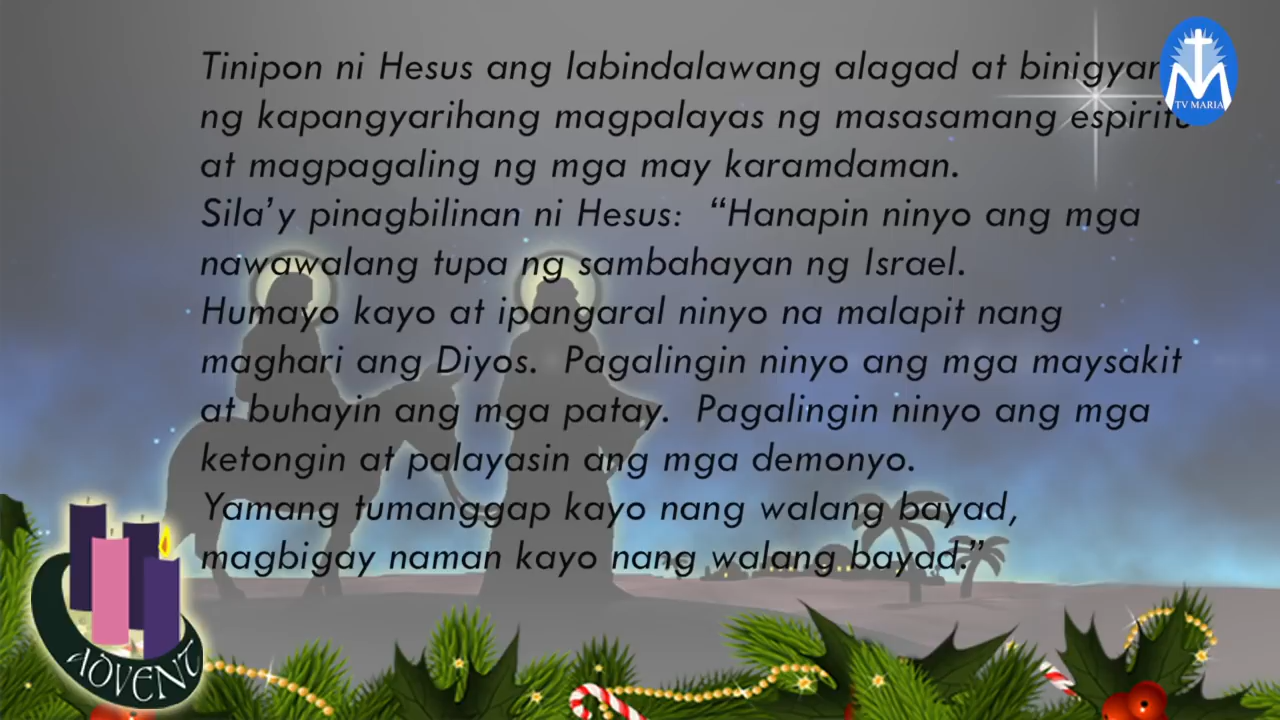 Tinipon ni Hesus ang labindalawang alagad at binigyan
ng kapangyarihang magpalayas ng masasamang espiritu
at magpagaling ng mga may karamdaman.
Sila’y pinagbilinan ni Hesus:  “Hanapin ninyo ang mga
nawawalang tupa ng sambahayan ng Israel.
Humayo kayo at ipangaral ninyo na malapit nang
maghari ang Diyos.  Pagalingin ninyo ang mga maysakit
at buhayin ang mga patay.  Pagalingin ninyo ang mga
ketongin at palayasin ang mga demonyo.
Yamang tumanggap kayo nang walang bayad,
magbigay naman kayo nang walang bayad.”
TV MARIA
ADVENT